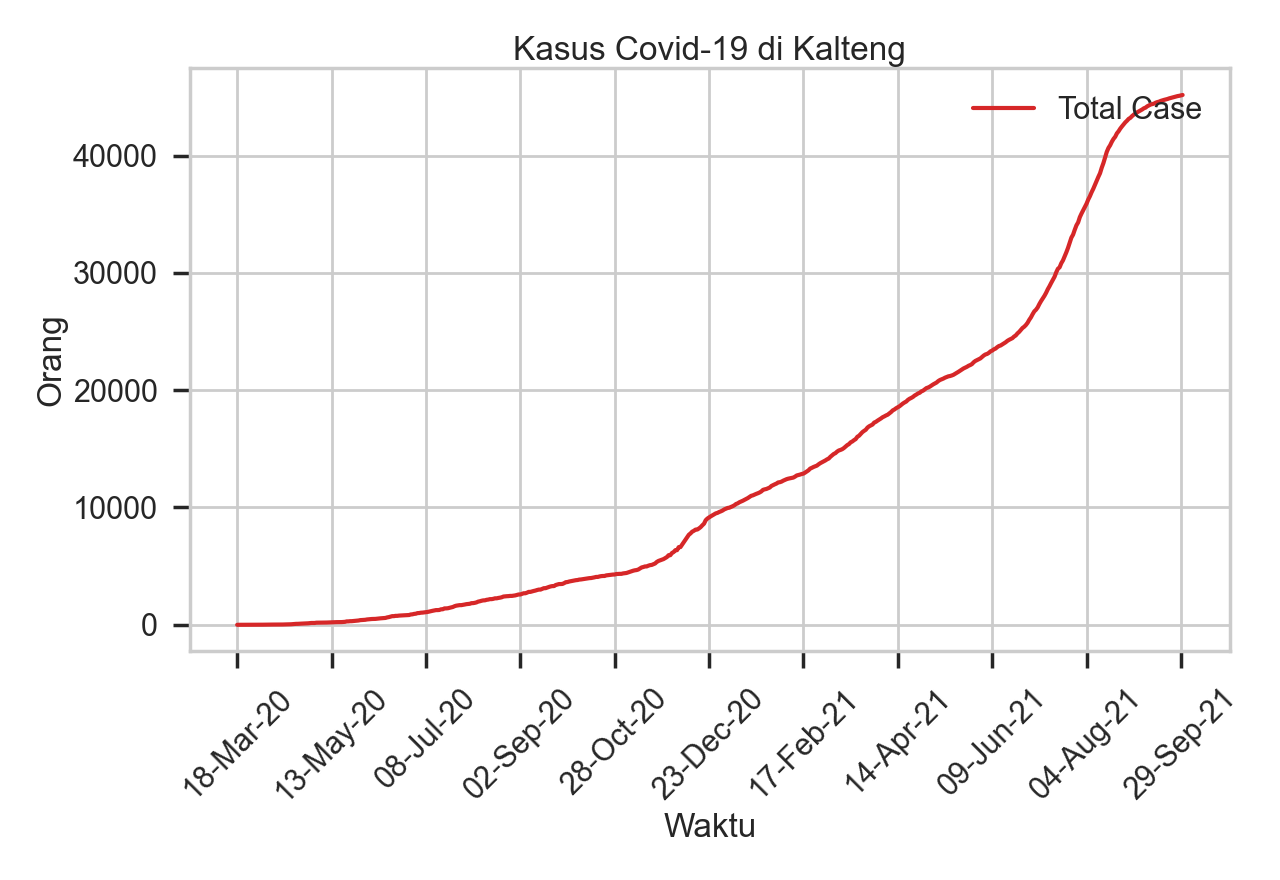 Kasus Covid-19 di Kalteng
Total Case
40000
30000
20000
10000
0
Orang
18-Mar-20
13-May-20
08-Jul-20
02-Sep-20
28-Oct-20
23-Dec-20
17-Feb-21
14-Apr-21
09-Jun-21
04-Aug-21
29-Sep-21
Waktu